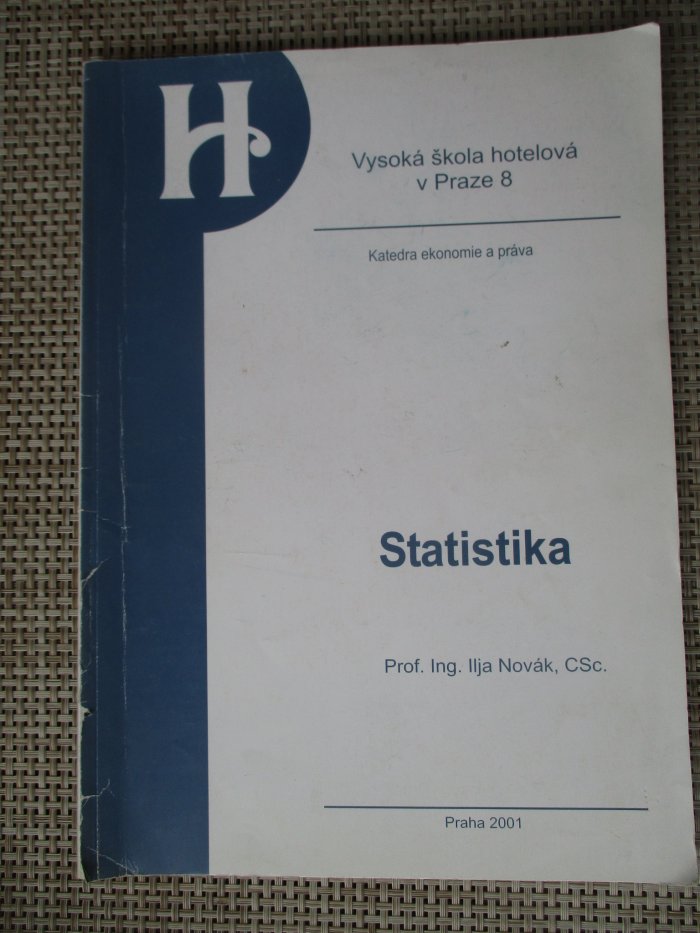 H
Vysoká škola hotelová
v Praze 8
Katedra ekonomie a práva
Statistika
Prof. Ing. Ilja Novák, CSc.
Praha 2001